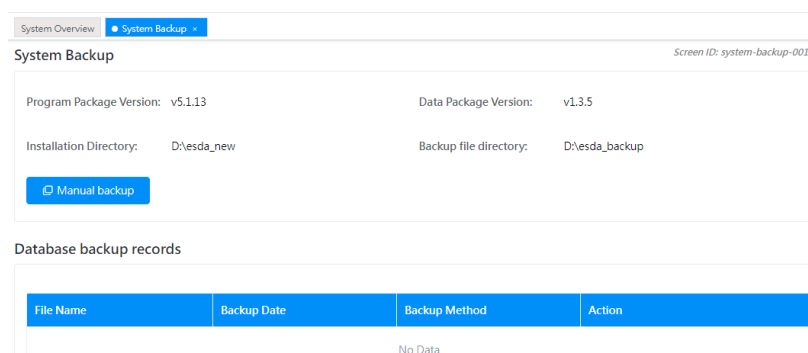 System Overview System Backup ×
System Backup Screen ID: system-backup-001
Program Package Version: v5.1.13 Data Package Version: v1.3.5
Installation Directory: D:\esda_new Backup file directory: D:\esda_backup
Manual backup
Database backup records
File Name Backup Date Backup Method Action
No Data